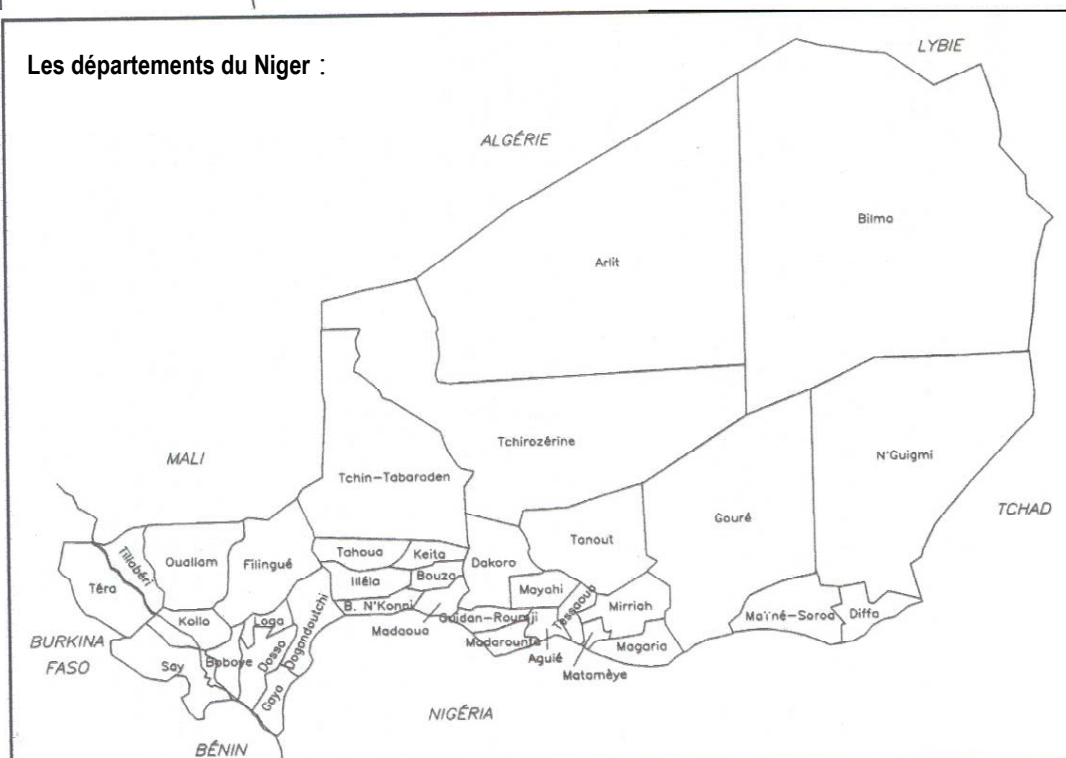 Les départements du Niger :
LYBIE
ALGÉRIE
Bilma
Arlit
Tchirozérine
MALI
N'Guigmi
Tchin-Tabaraden
TCHAD
Gouré
Tanout
Tillabéri
Ouallam
Filingué
Tahoua
Keita
Dakoro
Téra
Illéla
Bouza
Mayahi
Tessaoua
Mirriah
B. N'Konni
Maïné-Soroa
Diffa
Kollo
Loga
Dogondoutchi
Madaoua
Guidan-Roumji
BURKINA
FASO
Say
Boboye
Dosso
Madarounfa
Aguié
Magaria
Matamèye
Gaya
NIGÉRIA
BÉNIN